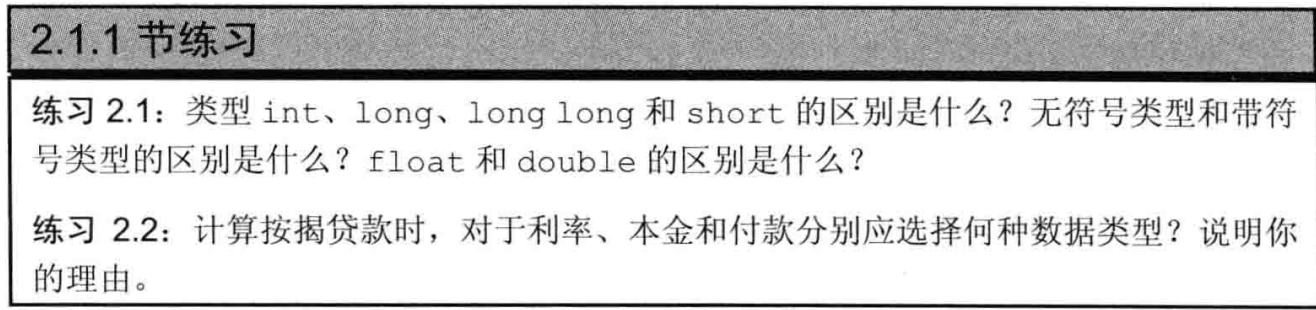 2.1.1 节练习
练习 2.1：类型 int、long、long long 和 short 的区别是什么？无符号类型和带符
号类型的区别是什么？float 和 double 的区别是什么？
练习 2.2：计算按揭贷款时，对于利率、本金和付款分别应选择何种数据类型？说明你
的理由。